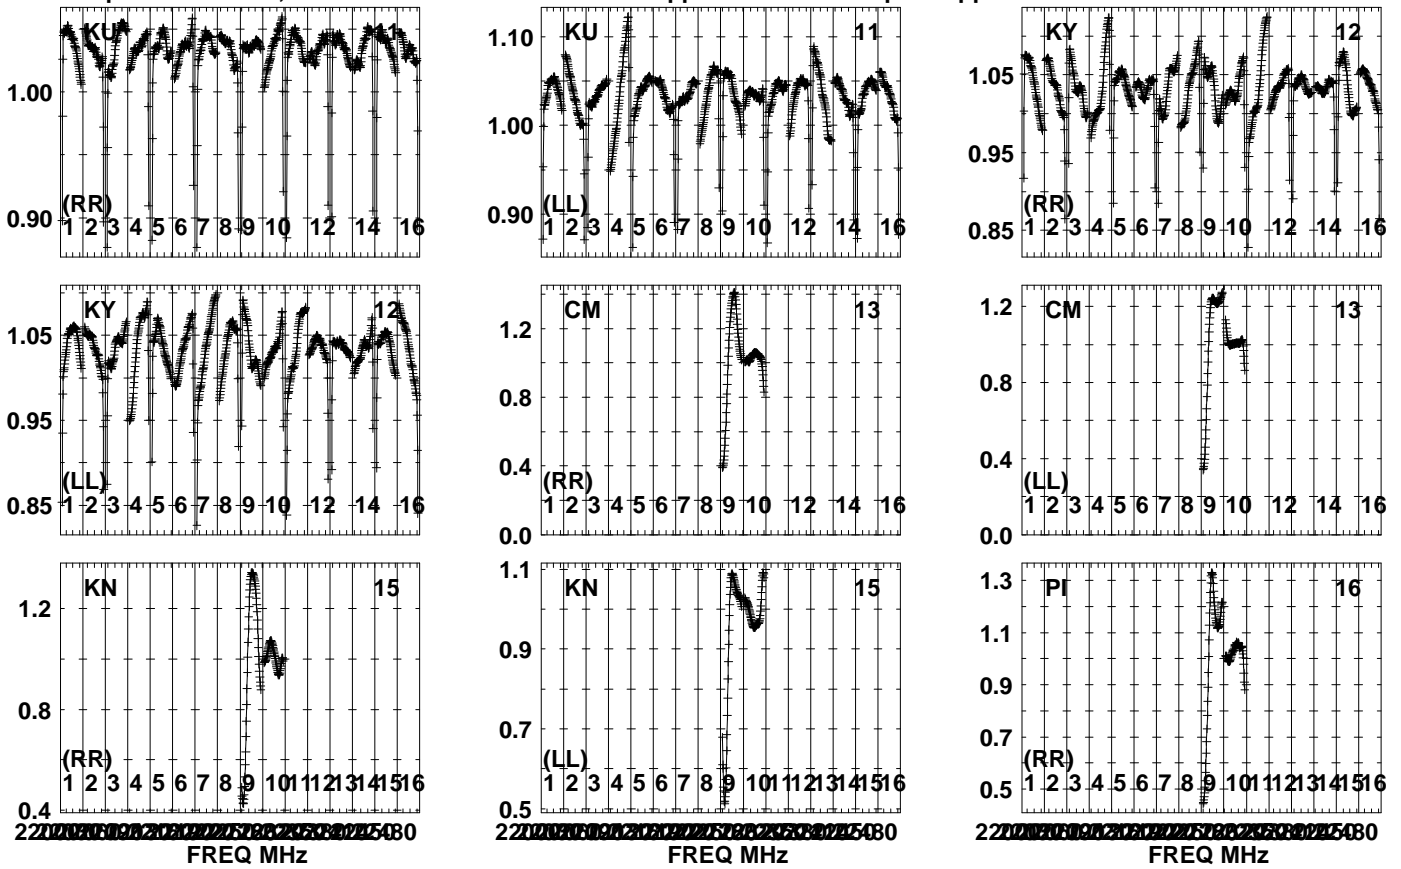 KU 11
1.00
0.90
(RR)
1 2 3 4 5 6 7 8 9 10 12 14 16
KU 11
1.10
1.00
0.90
(LL)
1 2 3 4 5 6 7 8 9 10 12 14 16
KY 12
1.05
0.95
0.85
(RR)
1 2 3 4 5 6 7 8 9 10 12 14 16
KY 12
1.05
0.95
0.85
(LL)
1 2 3 4 5 6 7 8 9 10 12 14 16
CM 13
1.2
0.8
0.4
0.0
(RR)
1 2 3 4 5 6 7 8 9 10 12 14 16
CM 13
1.2
0.8
0.4
0.0
(LL)
1 2 3 4 5 6 7 8 9 10 12 14 16
KN 15
1.2
0.8
0.4
(RR)
1 2 3 4 5 6 7 8 9 10 11 12 13 14 15 16
FREQ MHz
KN 15
1.1
0.9
0.7
0.5
(LL)
1 2 3 4 5 6 7 8 9 10 11 12 13 14 15 16
FREQ MHz
PI 16
1.3
1.1
0.9
0.7
0.5
(RR)
1 2 3 4 5 6 7 8 9 10 11 12 13 14 15 16
FREQ MHz